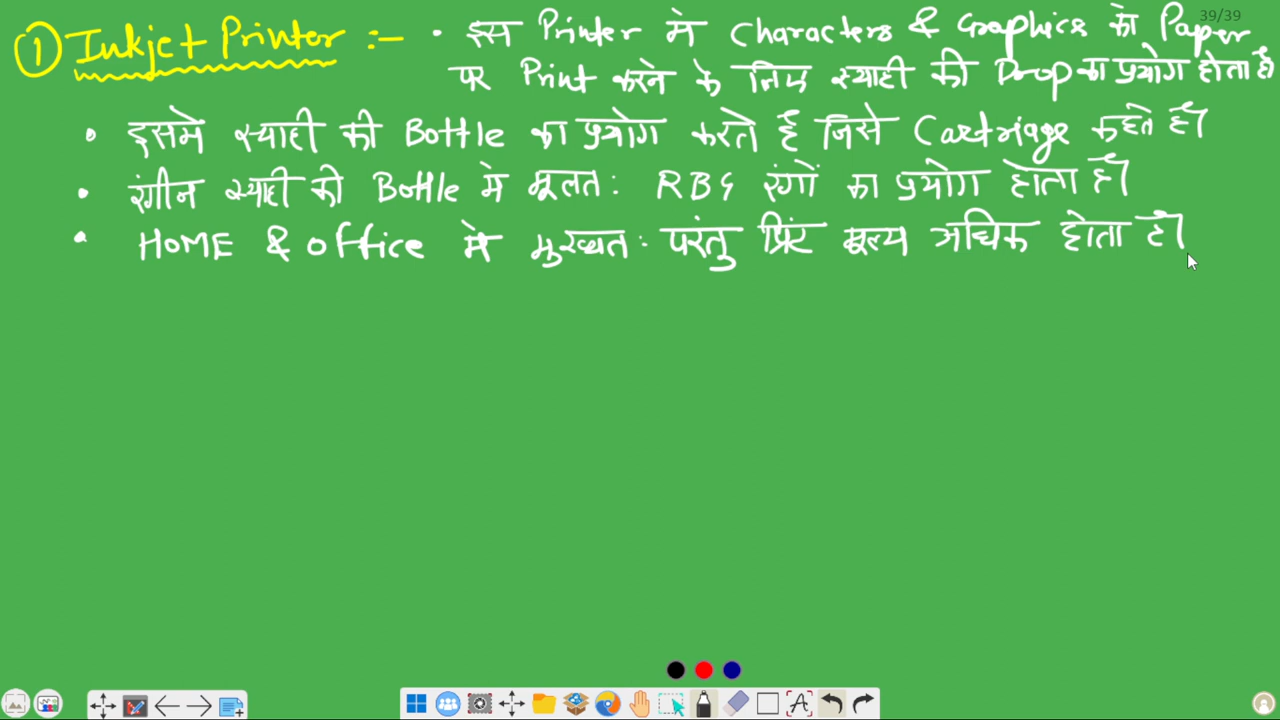 39/39
① Inkjet Printer :- • इस Printer मे Characters & Graphics को Paper
पर Print करने के लिए स्याही की Drop का प्रयोग होता है।
• इसमे स्याही की Bottle का प्रयोग करते है जिसे Cartriage कहते है।
• रंगीन स्याही की Bottle मे मूलत: RBG रंगों का प्रयोग होता है।
• HOME & office मे मुख्यत: परंतु प्रिंट मूल्य अधिक होता है।